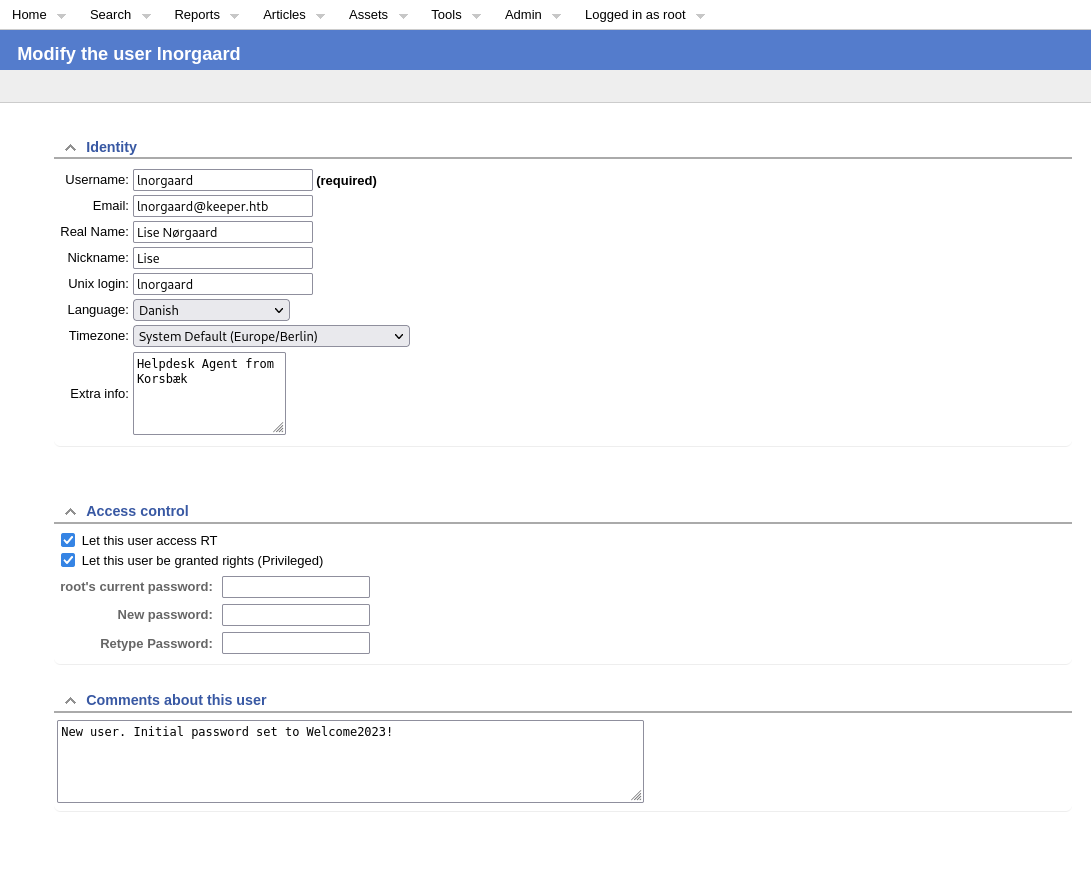 Home Search Reports Articles Assets Tools Admin Logged in as root
Modify the user lnorgaard
Identity
Username: lnorgaard (required)
Email: lnorgaard@keeper.htb
Real Name: Lise Nørgaard
Nickname: Lise
Unix login: lnorgaard
Language: Danish
Timezone: System Default (Europe/Berlin)
Extra info: Helpdesk Agent from
Korsbæk
Access control
Let this user access RT
Let this user be granted rights (Privileged)
root's current password:
New password:
Retype Password:
Comments about this user
New user. Initial password set to Welcome2023!